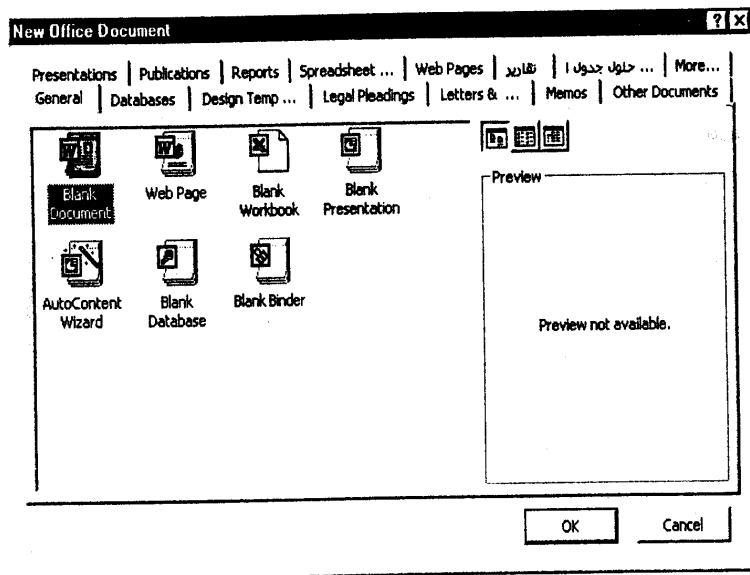 New Office Document
Presentations Publications Reports Spreadsheet ... Web Pages تقارير حلول جدول ا ... More...
General Databases Design Temp ... Legal Pleadings Letters & ... Memos Other Documents
Blank Document
Web Page
Blank Workbook
Blank Presentation
AutoContent Wizard
Blank Database
Blank Binder
Preview
Preview not available.
OK Cancel